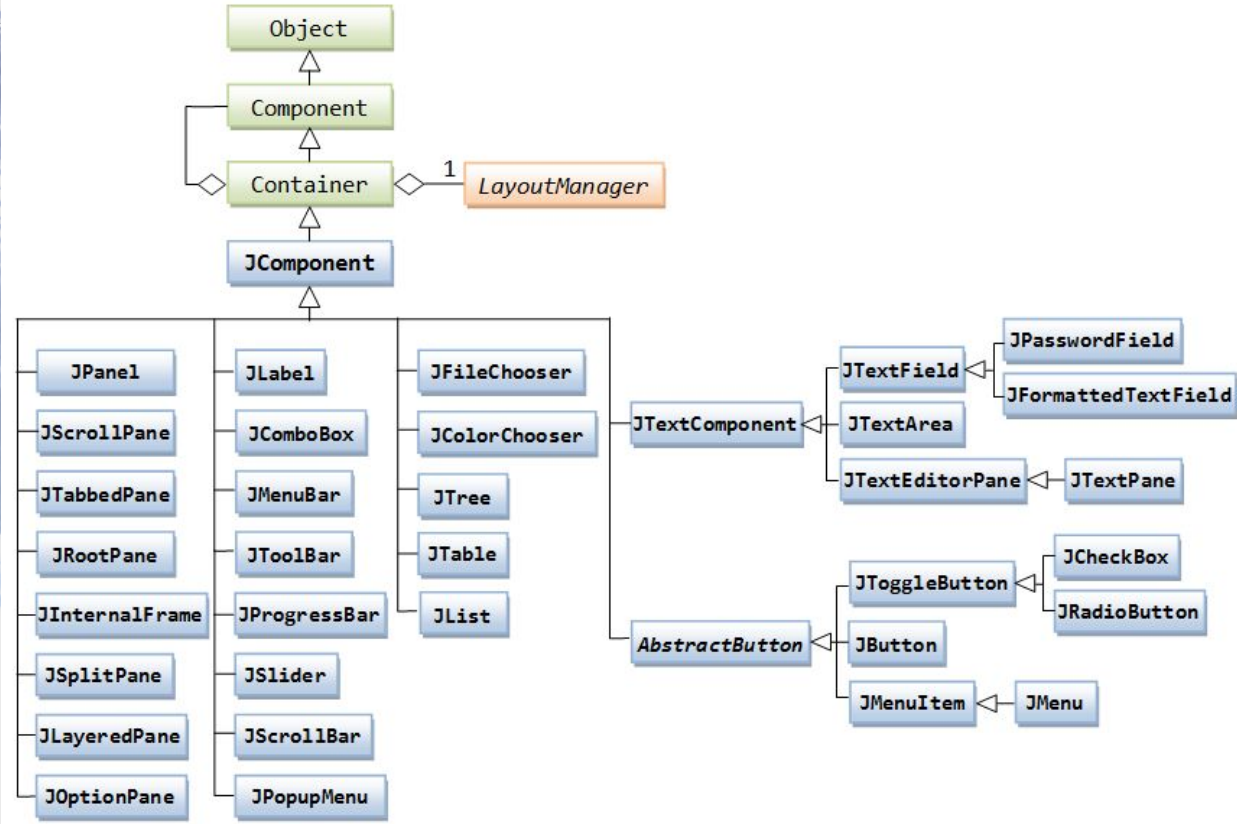 Object
Component
Container
1
LayoutManager
JComponent
JPanel
JScrollPane
JTabbedPane
JRootPane
JInternalFrame
JSplitPane
JLayeredPane
JOptionPane
JLabel
JComboBox
JMenuBar
JToolBar
JProgressBar
JSlider
JScrollBar
JPopupMenu
JFileChooser
JColorChooser
JTree
JTable
JList
JTextComponent
JTextField
JPasswordField
JFormattedTextField
JTextArea
JTextEditorPane
JTextPane
AbstractButton
JToggleButton
JCheckBox
JRadioButton
JButton
JMenuItem
JMenu